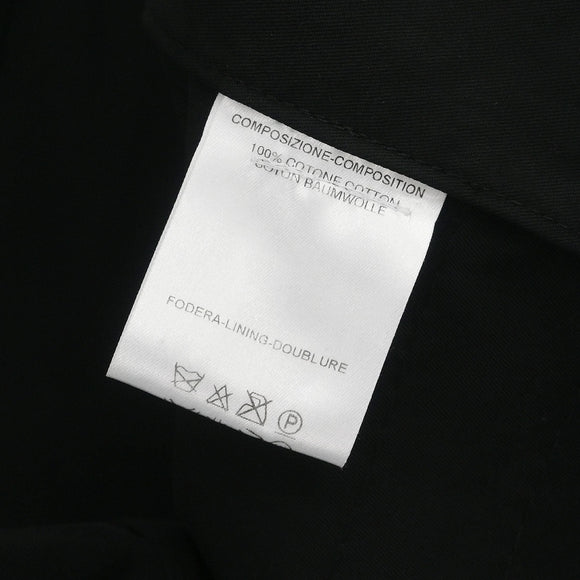 COMPOSIZIONE-COMPOSITION
100% COTONE COTTON
COTON BAUMWOLLE
FODERA-LINING-DOUBLURE
P